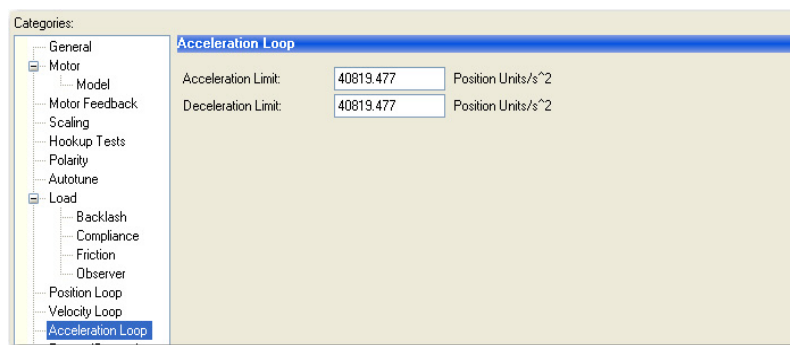 Categories:
General
Motor
Model
Motor Feedback
Scaling
Hookup Tests
Polarity
Autotune
Load
Backlash
Compliance
Friction
Observer
Position Loop
Velocity Loop
Acceleration Loop
Acceleration Loop
Acceleration Limit: 40819.477 Position Units/s^2
Deceleration Limit: 40819.477 Position Units/s^2